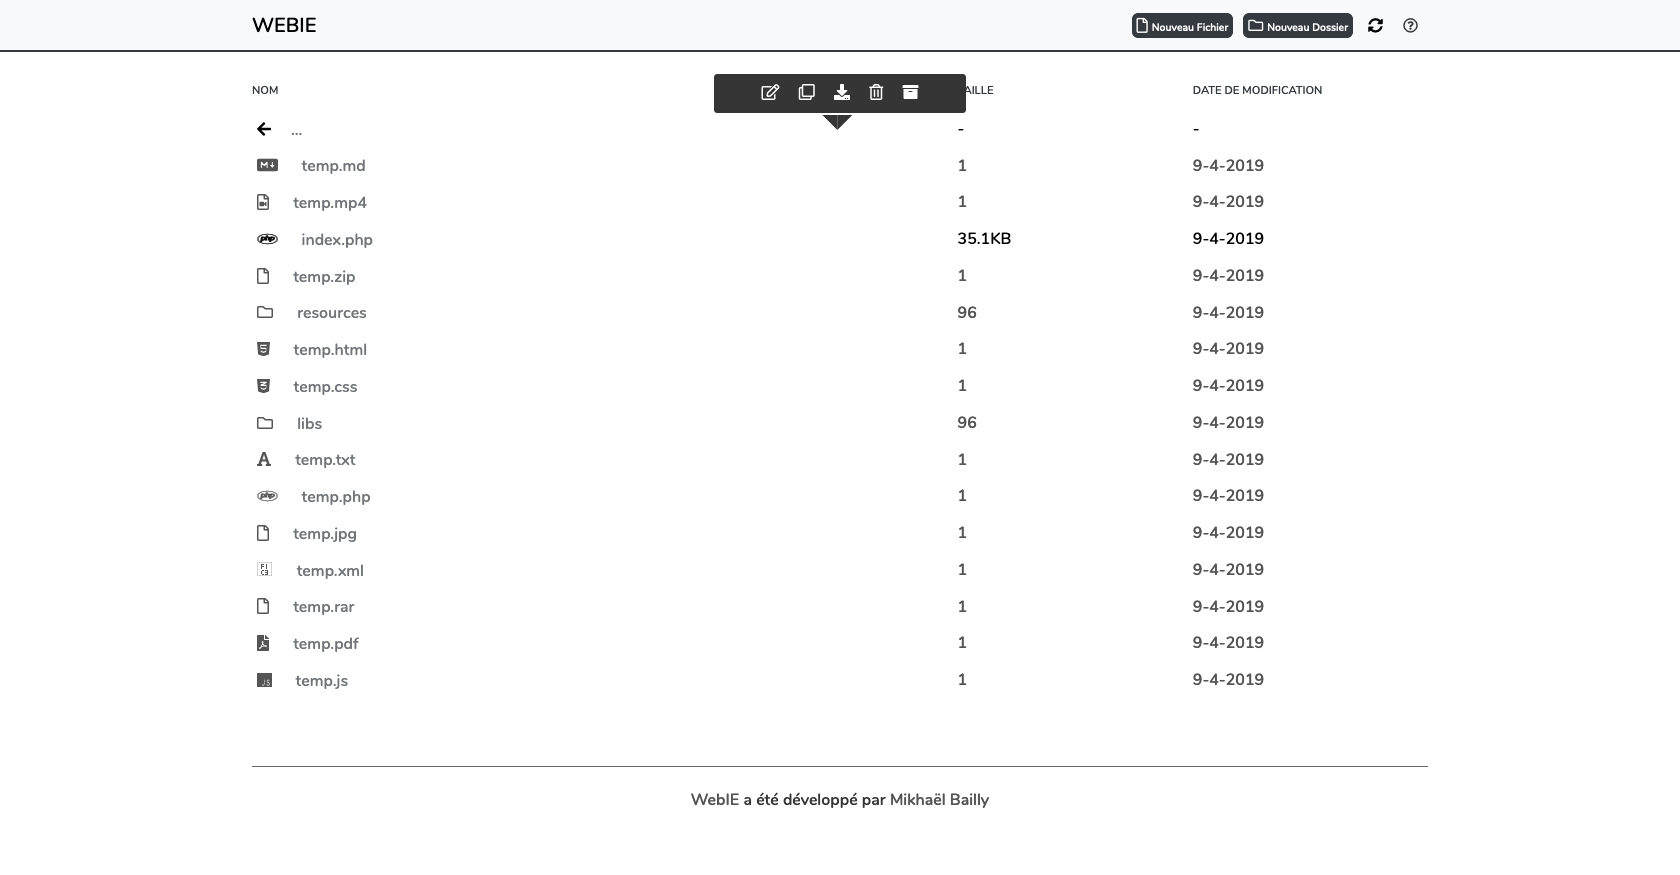 WEBIE
Nouveau Fichier Nouveau Dossier
NOM AILLE DATE DE MODIFICATION
... - -
temp.md 1 9-4-2019
temp.mp4 1 9-4-2019
index.php 35.1KB 9-4-2019
temp.zip 1 9-4-2019
resources 96 9-4-2019
temp.html 1 9-4-2019
temp.css 1 9-4-2019
libs 96 9-4-2019
temp.txt 1 9-4-2019
temp.php 1 9-4-2019
temp.jpg 1 9-4-2019
temp.xml 1 9-4-2019
temp.rar 1 9-4-2019
temp.pdf 1 9-4-2019
temp.js 1 9-4-2019
WebIE a été développé par Mikhaël Bailly